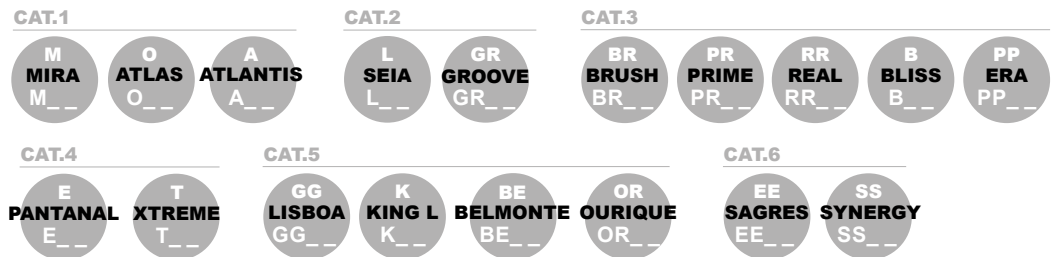 CAT.1 CAT.2 CAT.3
M O A L GR BR PR RR B PP
MIRA ATLAS ATLANTIS SEIA GROOVE BRUSH PRIME REAL BLISS ERA
M_ _ O_ _ A_ _ L_ _ GR_ _ BR_ _ PR_ _ RR_ _ B_ _ PP_ _
CAT.4 CAT.5 CAT.6
E T GG K BE OR EE SS
PANTANAL XTREME LISBOA KING L BELMONTE OURIQUE SAGRES SYNERGY
E_ _ T_ _ GG_ _ K_ _ BE_ _ OR_ _ EE_ _ SS_ _